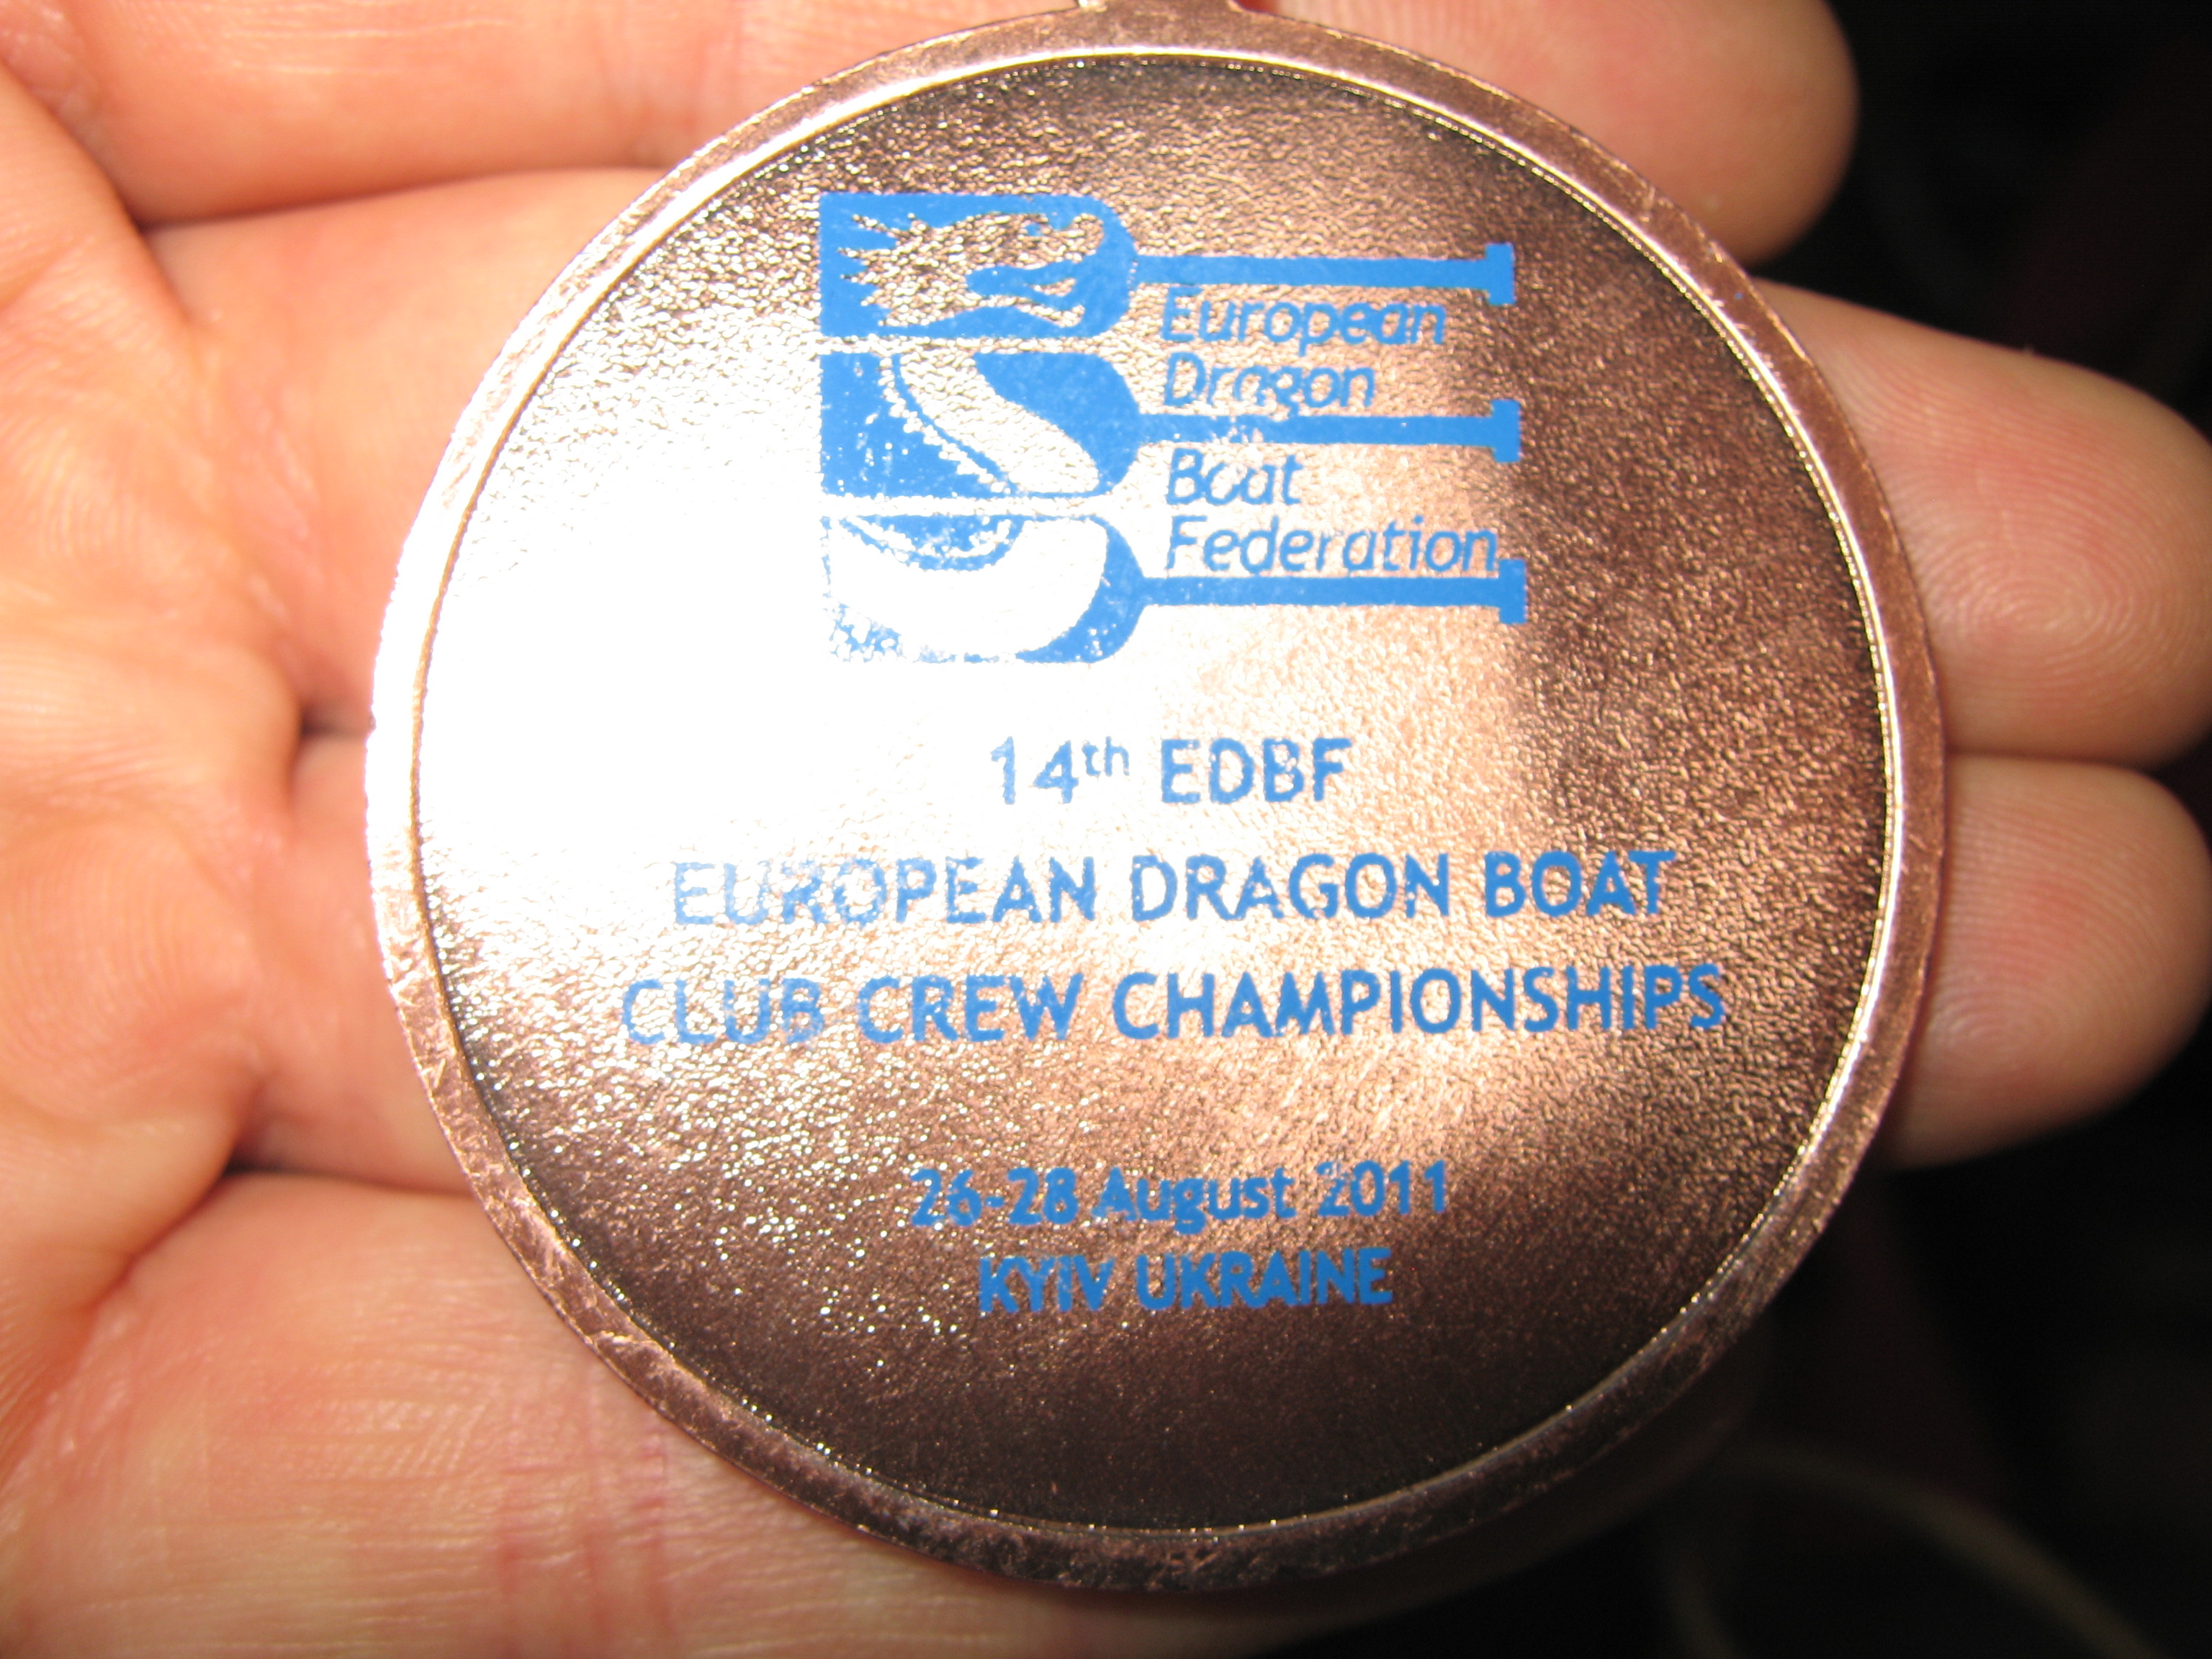 European
Dragon
Boat
Federation
14th EDBF
EUROPEAN DRAGON BOAT
CLUB CREW CHAMPIONSHIPS
26-28 August 2011
KYIV UKRAINE